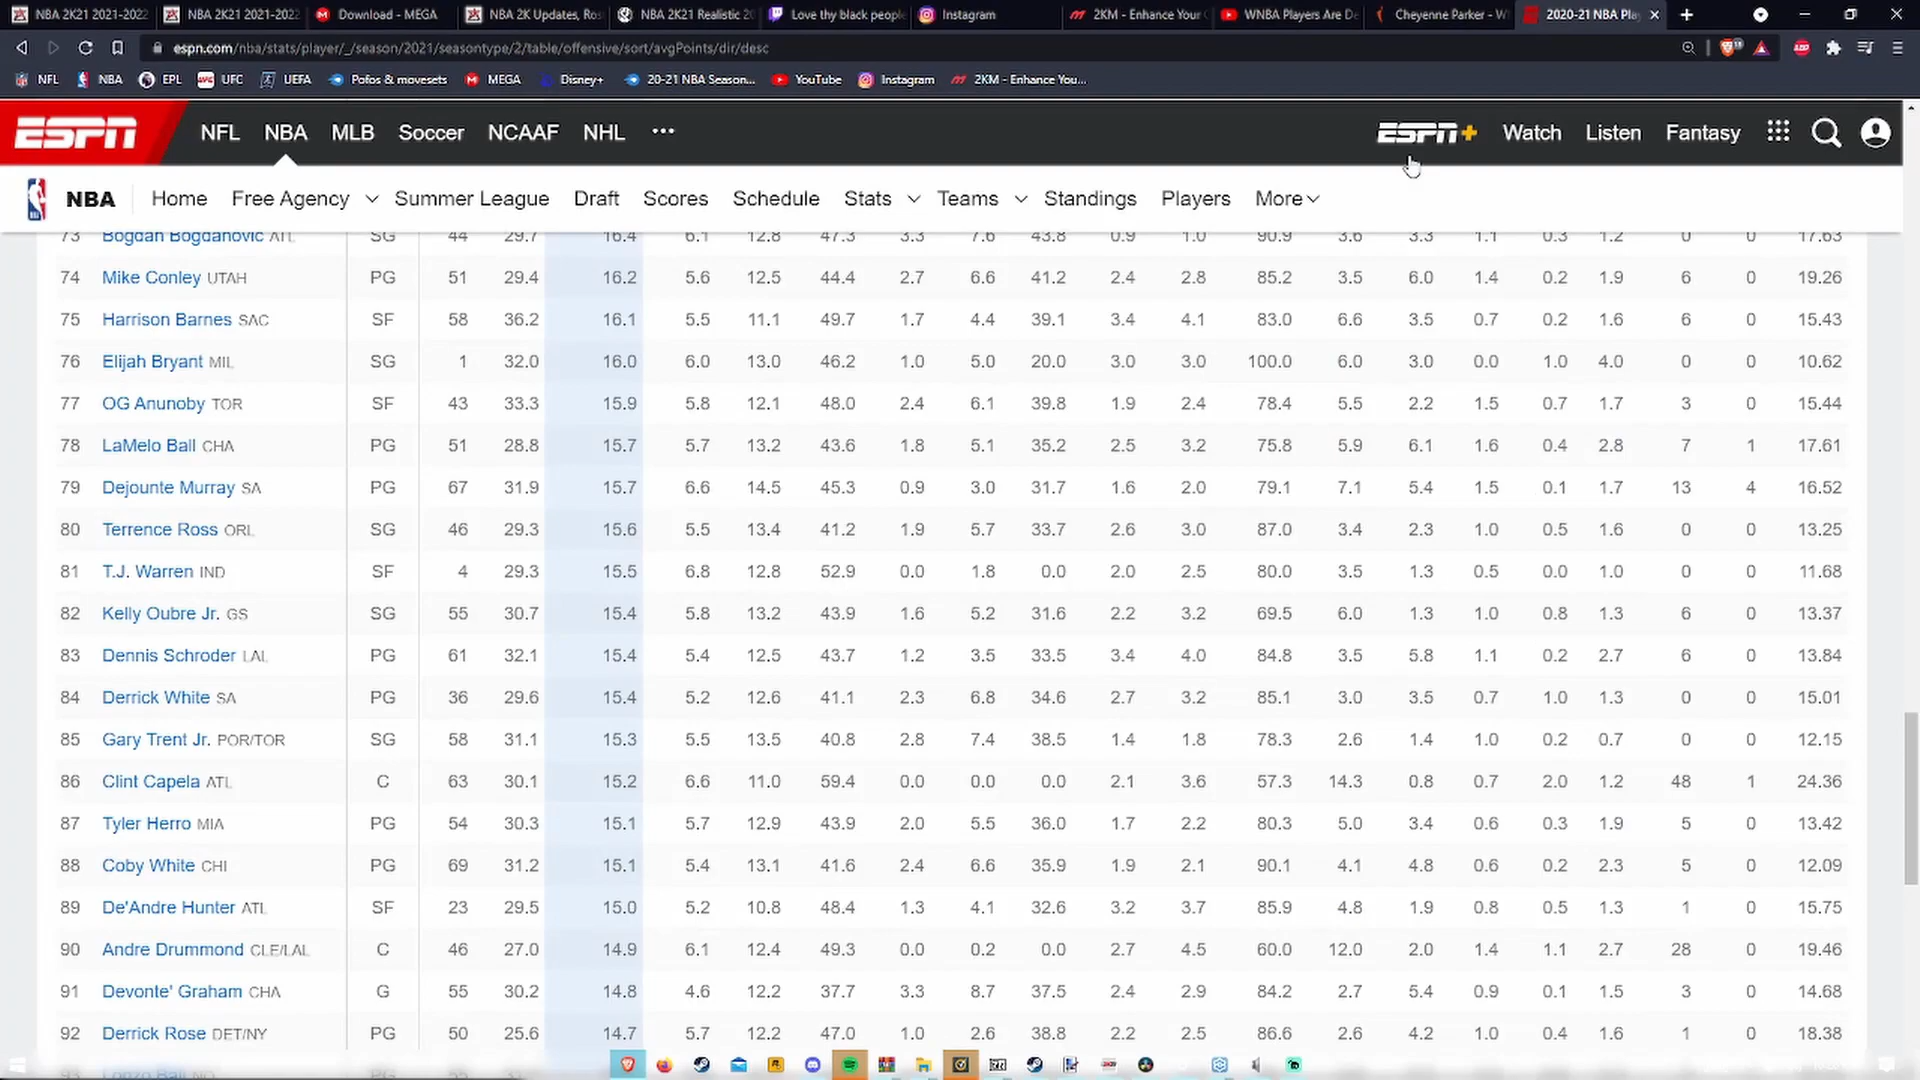 NBA 2K21 2021-2022
NBA 2K21 2021-2022
Download - MEGA
NBA 2K Updates, Ros
NBA 2K21 Realistic 20
Love thy black people
Instagram
2KM - Enhance Your
WNBA Players Are De
Cheyenne Parker - W
2020-21 NBA Play
espn.com/nba/stats/player/_/season/2021/seasontype/2/table/offensive/sort/avgPoints/dir/desc
NFL NBA EPL UFC UEFA Pofos & movesets MEGA Disney+ 20-21 NBA Season... YouTube Instagram 2KM - Enhance You...
ESPN NFL NBA MLB Soccer NCAAF NHL ••• ESPN+ Watch Listen Fantasy
NBA Home Free Agency Summer League Draft Scores Schedule Stats Teams Standings Players More
73 Bogdan Bogdanovic ATL SG 44 29.7 16.4 6.1 12.8 47.3 3.3 7.6 43.8 0.9 1.0 90.9 3.6 3.3 1.1 0.3 1.2 0 0 17.63
74 Mike Conley UTAH PG 51 29.4 16.2 5.6 12.5 44.4 2.7 6.6 41.2 2.4 2.8 85.2 3.5 6.0 1.4 0.2 1.9 6 0 19.26
75 Harrison Barnes SAC SF 58 36.2 16.1 5.5 11.1 49.7 1.7 4.4 39.1 3.4 4.1 83.0 6.6 3.5 0.7 0.2 1.6 6 0 15.43
76 Elijah Bryant MIL SG 1 32.0 16.0 6.0 13.0 46.2 1.0 5.0 20.0 3.0 3.0 100.0 6.0 3.0 0.0 1.0 4.0 0 0 10.62
77 OG Anunoby TOR SF 43 33.3 15.9 5.8 12.1 48.0 2.4 6.1 39.8 1.9 2.4 78.4 5.5 2.2 1.5 0.7 1.7 3 0 15.44
78 LaMelo Ball CHA PG 51 28.8 15.7 5.7 13.2 43.6 1.8 5.1 35.2 2.5 3.2 75.8 5.9 6.1 1.6 0.4 2.8 7 1 17.61
79 Dejounte Murray SA PG 67 31.9 15.7 6.6 14.5 45.3 0.9 3.0 31.7 1.6 2.0 79.1 7.1 5.4 1.5 0.1 1.7 13 4 16.52
80 Terrence Ross ORL SG 46 29.3 15.6 5.5 13.4 41.2 1.9 5.7 33.7 2.6 3.0 87.0 3.4 2.3 1.0 0.5 1.6 0 0 13.25
81 T.J. Warren IND SF 4 29.3 15.5 6.8 12.8 52.9 0.0 1.8 0.0 2.0 2.5 80.0 3.5 1.3 0.5 0.0 1.0 0 0 11.68
82 Kelly Oubre Jr. GS SG 55 30.7 15.4 5.8 13.2 43.9 1.6 5.2 31.6 2.2 3.2 69.5 6.0 1.3 1.0 0.8 1.3 6 0 13.37
83 Dennis Schroder LAL PG 61 32.1 15.4 5.4 12.5 43.7 1.2 3.5 33.5 3.4 4.0 84.8 3.5 5.8 1.1 0.2 2.7 6 0 13.84
84 Derrick White SA PG 36 29.6 15.4 5.2 12.6 41.1 2.3 6.8 34.6 2.7 3.2 85.1 3.0 3.5 0.7 1.0 1.3 0 0 15.01
85 Gary Trent Jr. POR/TOR SG 58 31.1 15.3 5.5 13.5 40.8 2.8 7.4 38.5 1.4 1.8 78.3 2.6 1.4 1.0 0.2 0.7 0 0 12.15
86 Clint Capela ATL C 63 30.1 15.2 6.6 11.0 59.4 0.0 0.0 0.0 2.1 3.6 57.3 14.3 0.8 0.7 2.0 1.2 48 1 24.36
87 Tyler Herro MIA PG 54 30.3 15.1 5.7 12.9 43.9 2.0 5.5 36.0 1.7 2.2 80.3 5.0 3.4 0.6 0.3 1.9 5 0 13.42
88 Coby White CHI PG 69 31.2 15.1 5.4 13.1 41.6 2.4 6.6 35.9 1.9 2.1 90.1 4.1 4.8 0.6 0.2 2.3 5 0 12.09
89 De'Andre Hunter ATL SF 23 29.5 15.0 5.2 10.8 48.4 1.3 4.1 32.6 3.2 3.7 85.9 4.8 1.9 0.8 0.5 1.3 1 0 15.75
90 Andre Drummond CLE/LAL C 46 27.0 14.9 6.1 12.4 49.3 0.0 0.2 0.0 2.7 4.5 60.0 12.0 2.0 1.4 1.1 2.7 28 0 19.46
91 Devonte' Graham CHA G 55 30.2 14.8 4.6 12.2 37.7 3.3 8.7 37.5 2.4 2.9 84.2 2.7 5.4 0.9 0.1 1.5 3 0 14.68
92 Derrick Rose DET/NY PG 50 25.6 14.7 5.7 12.2 47.0 1.0 2.6 38.8 2.2 2.5 86.6 2.6 4.2 1.0 0.4 1.6 1 0 18.38